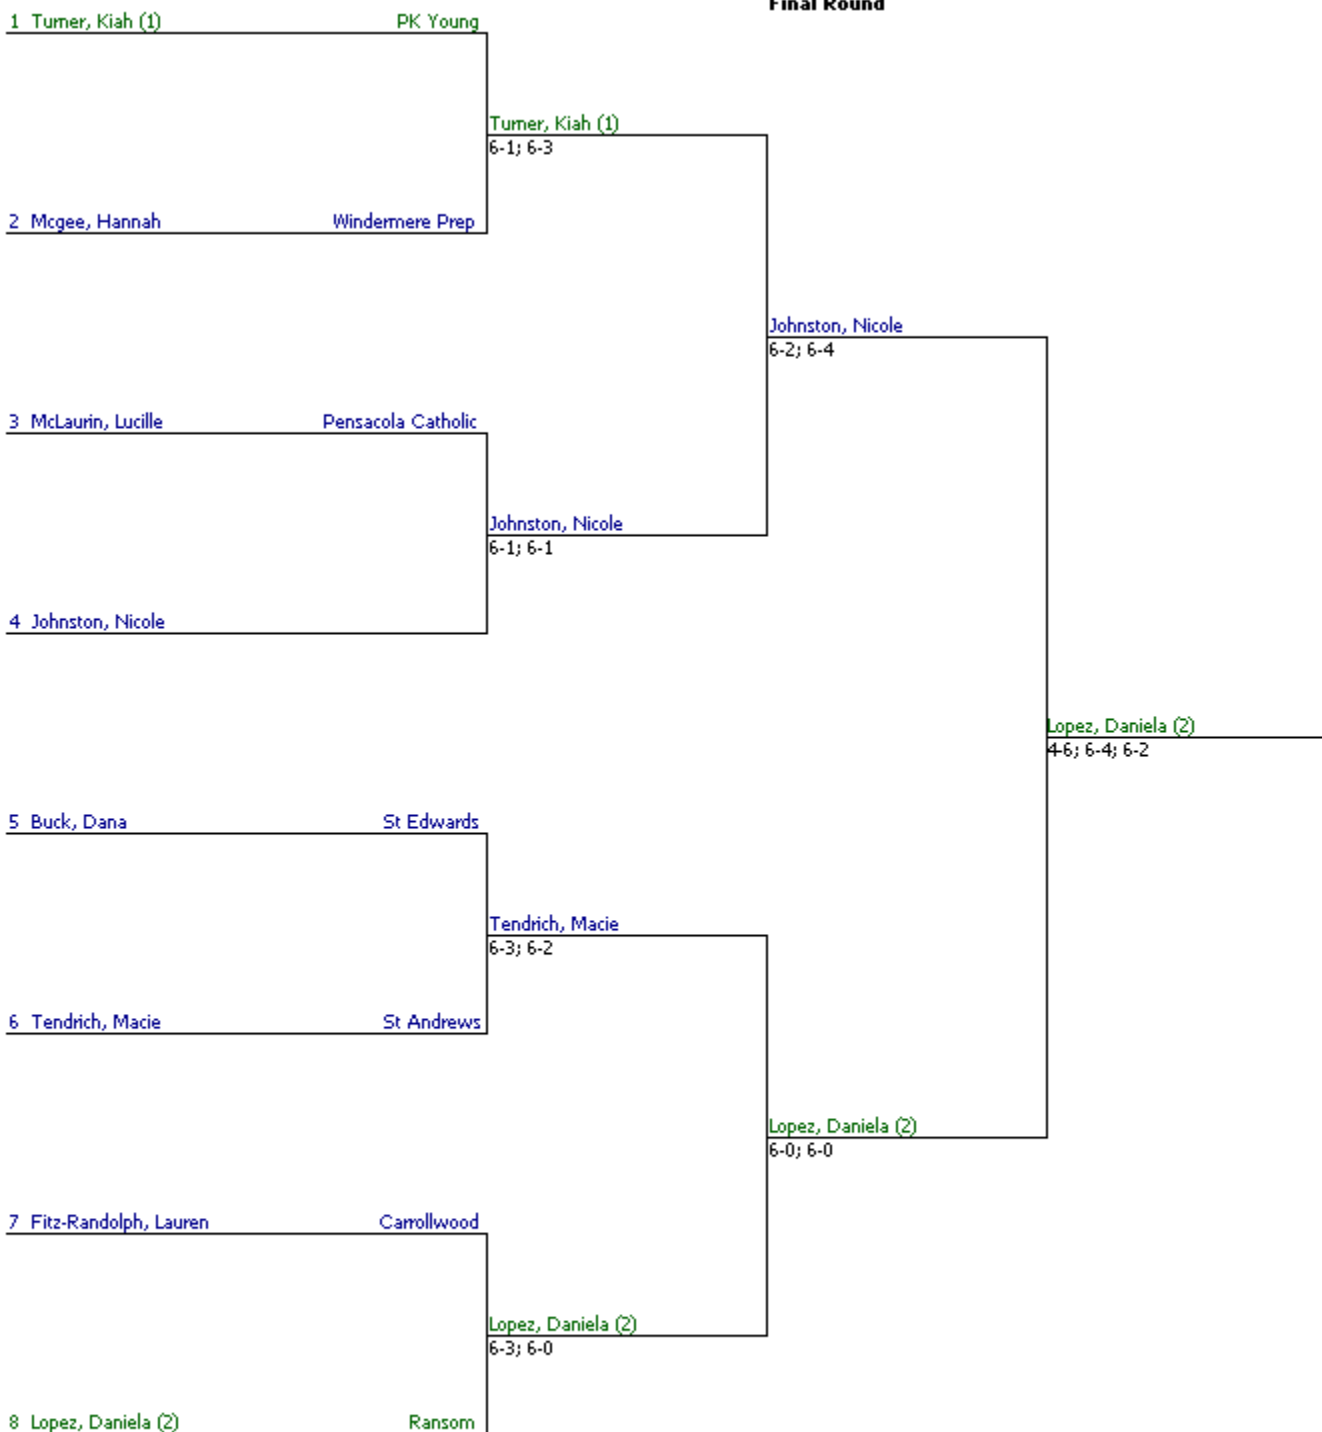 Final Round
1 Turner, Kiah (1) PK Young
Turner, Kiah (1)
6-1; 6-3
2 Mcgee, Hannah Windermere Prep
Johnston, Nicole
6-2; 6-4
3 McLaurin, Lucille Pensacola Catholic
Johnston, Nicole
6-1; 6-1
4 Johnston, Nicole
Lopez, Daniela (2)
4-6; 6-4; 6-2
5 Buck, Dana St Edwards
Tendrich, Macie
6-3; 6-2
6 Tendrich, Macie St Andrews
Lopez, Daniela (2)
6-0; 6-0
7 Fitz-Randolph, Lauren Carrollwood
Lopez, Daniela (2)
6-3; 6-0
8 Lopez, Daniela (2) Ransom